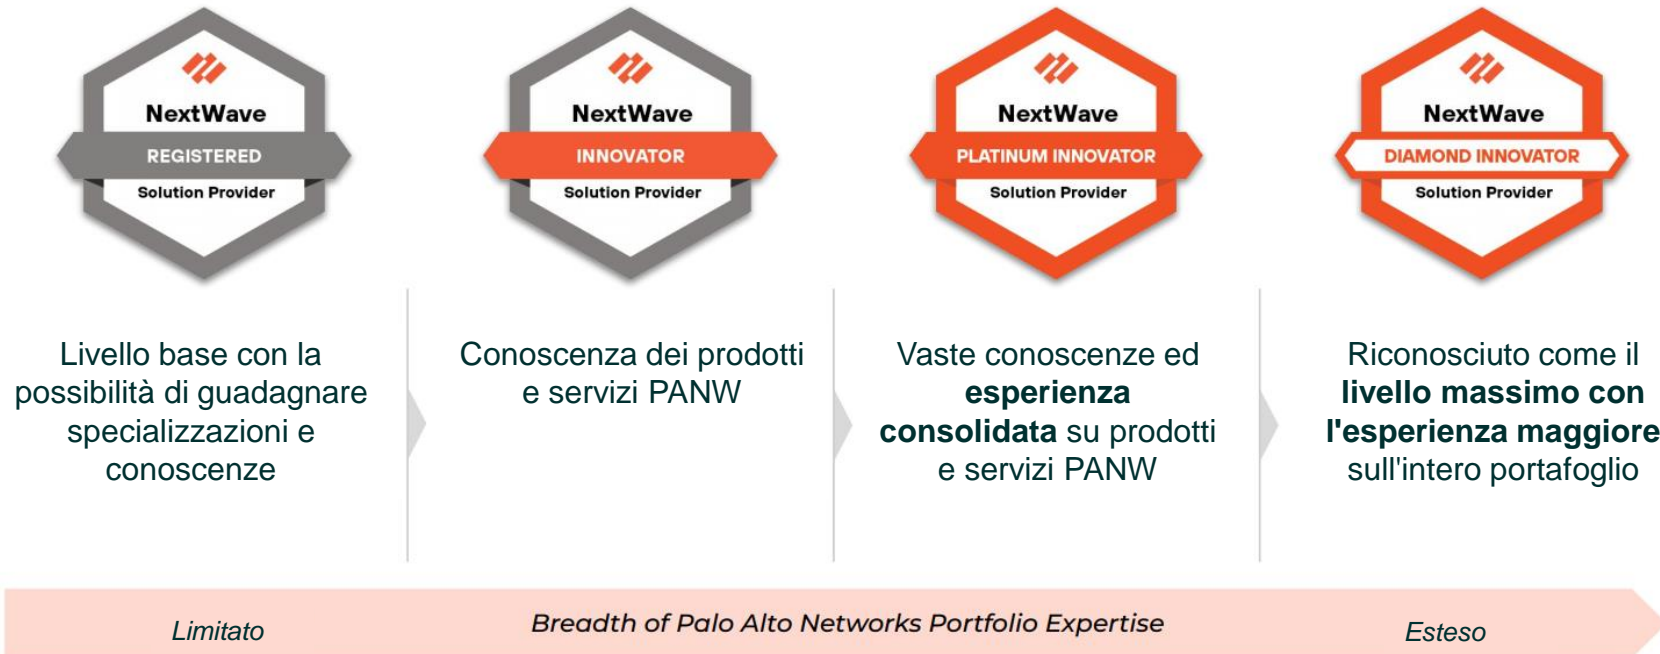 NextWave
REGISTERED
Solution Provider
NextWave
INNOVATOR
Solution Provider
NextWave
PLATINUM INNOVATOR
Solution Provider
NextWave
DIAMOND INNOVATOR
Solution Provider
Livello base con la
possibilità di guadagnare
specializzazioni e
conoscenze
Conoscenza dei prodotti
e servizi PANW
Vaste conoscenze ed
esperienza
consolidata su prodotti
e servizi PANW
Riconosciuto come il
livello massimo con
l'esperienza maggiore
sull'intero portafoglio
Limitato
Breadth of Palo Alto Networks Portfolio Expertise
Esteso